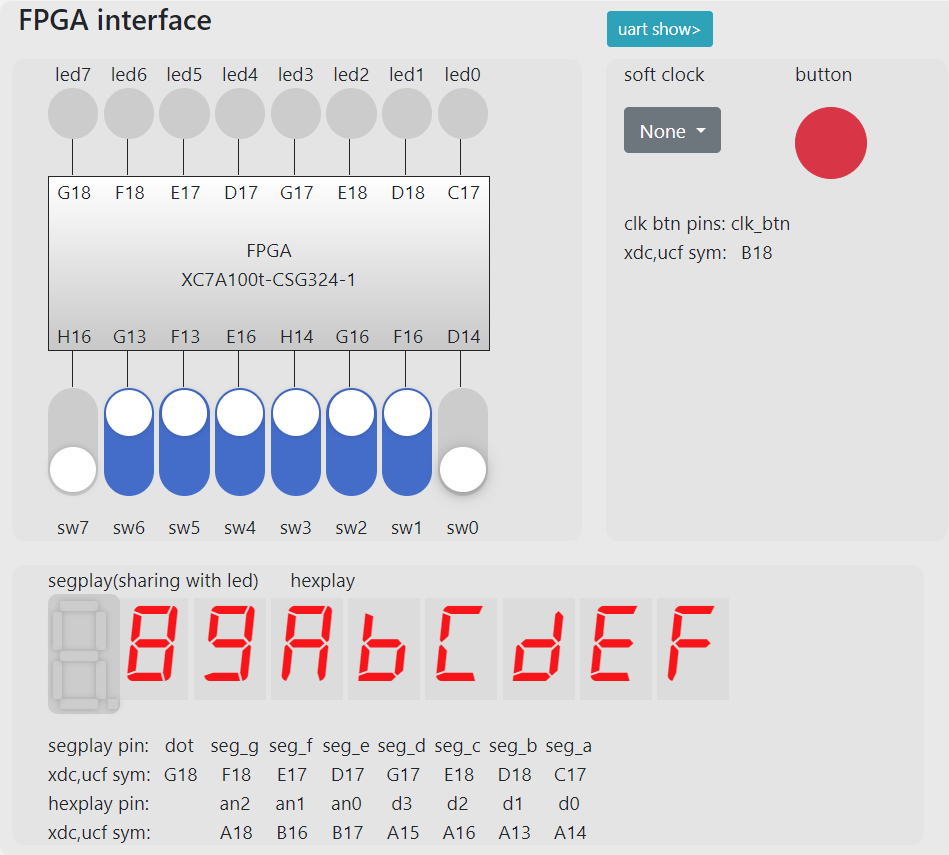 FPGA interface
uart show>
led7 led6 led5 led4 led3 led2 led1 led0
soft clock button
None
G18 F18 E17 D17 G17 E18 D18 C17
FPGA
XC7A100t-CSG324-1
H16 G13 F13 E16 H14 G16 F16 D14
clk btn pins: clk_btn
xdc,ucf sym: B18
sw7 sw6 sw5 sw4 sw3 sw2 sw1 sw0
segplay(sharing with led) hexplay
89AbCdEF
segplay pin: dot seg_g seg_f seg_e seg_d seg_c seg_b seg_a
xdc,ucf sym: G18 F18 E17 D17 G17 E18 D18 C17
hexplay pin: an2 an1 an0 d3 d2 d1 d0
xdc,ucf sym: A18 B16 B17 A15 A16 A13 A14